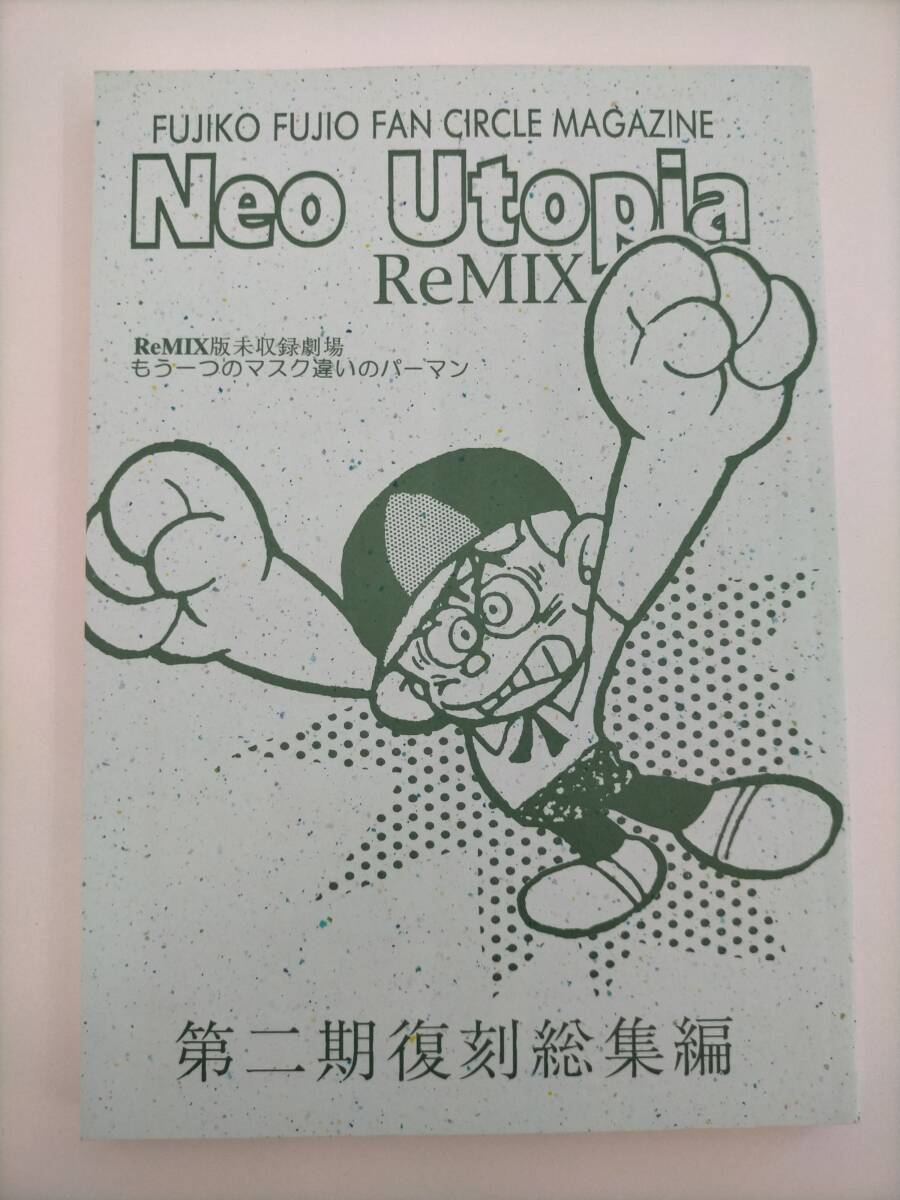 FUJIKO FUJIO FAN CIRCLE MAGAZINE
Neo Utopia
ReMIX
ReMIX版未収録劇場
もう一つのマスク違いのパーマン
第二期復刻総集編